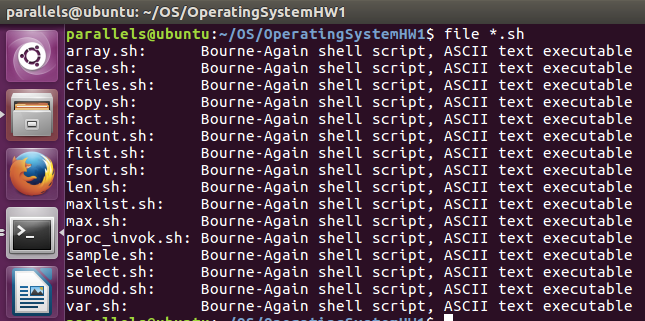 parallels@ubuntu: ~/OS/OperatingSystemHW1
parallels@ubuntu:~/OS/OperatingSystemHW1$ file *.sh
array.sh:       Bourne-Again shell script, ASCII text executable
case.sh:        Bourne-Again shell script, ASCII text executable
cfiles.sh:      Bourne-Again shell script, ASCII text executable
copy.sh:        Bourne-Again shell script, ASCII text executable
fact.sh:        Bourne-Again shell script, ASCII text executable
fcount.sh:      Bourne-Again shell script, ASCII text executable
flist.sh:       Bourne-Again shell script, ASCII text executable
fsort.sh:       Bourne-Again shell script, ASCII text executable
len.sh:         Bourne-Again shell script, ASCII text executable
maxlist.sh:     Bourne-Again shell script, ASCII text executable
max.sh:         Bourne-Again shell script, ASCII text executable
proc_invok.sh:  Bourne-Again shell script, ASCII text executable
sample.sh:      Bourne-Again shell script, ASCII text executable
select.sh:      Bourne-Again shell script, ASCII text executable
sumodd.sh:      Bourne-Again shell script, ASCII text executable
var.sh:         Bourne-Again shell script, ASCII text executable
parallels@ubuntu:~/OS/OperatingSystemHW1$